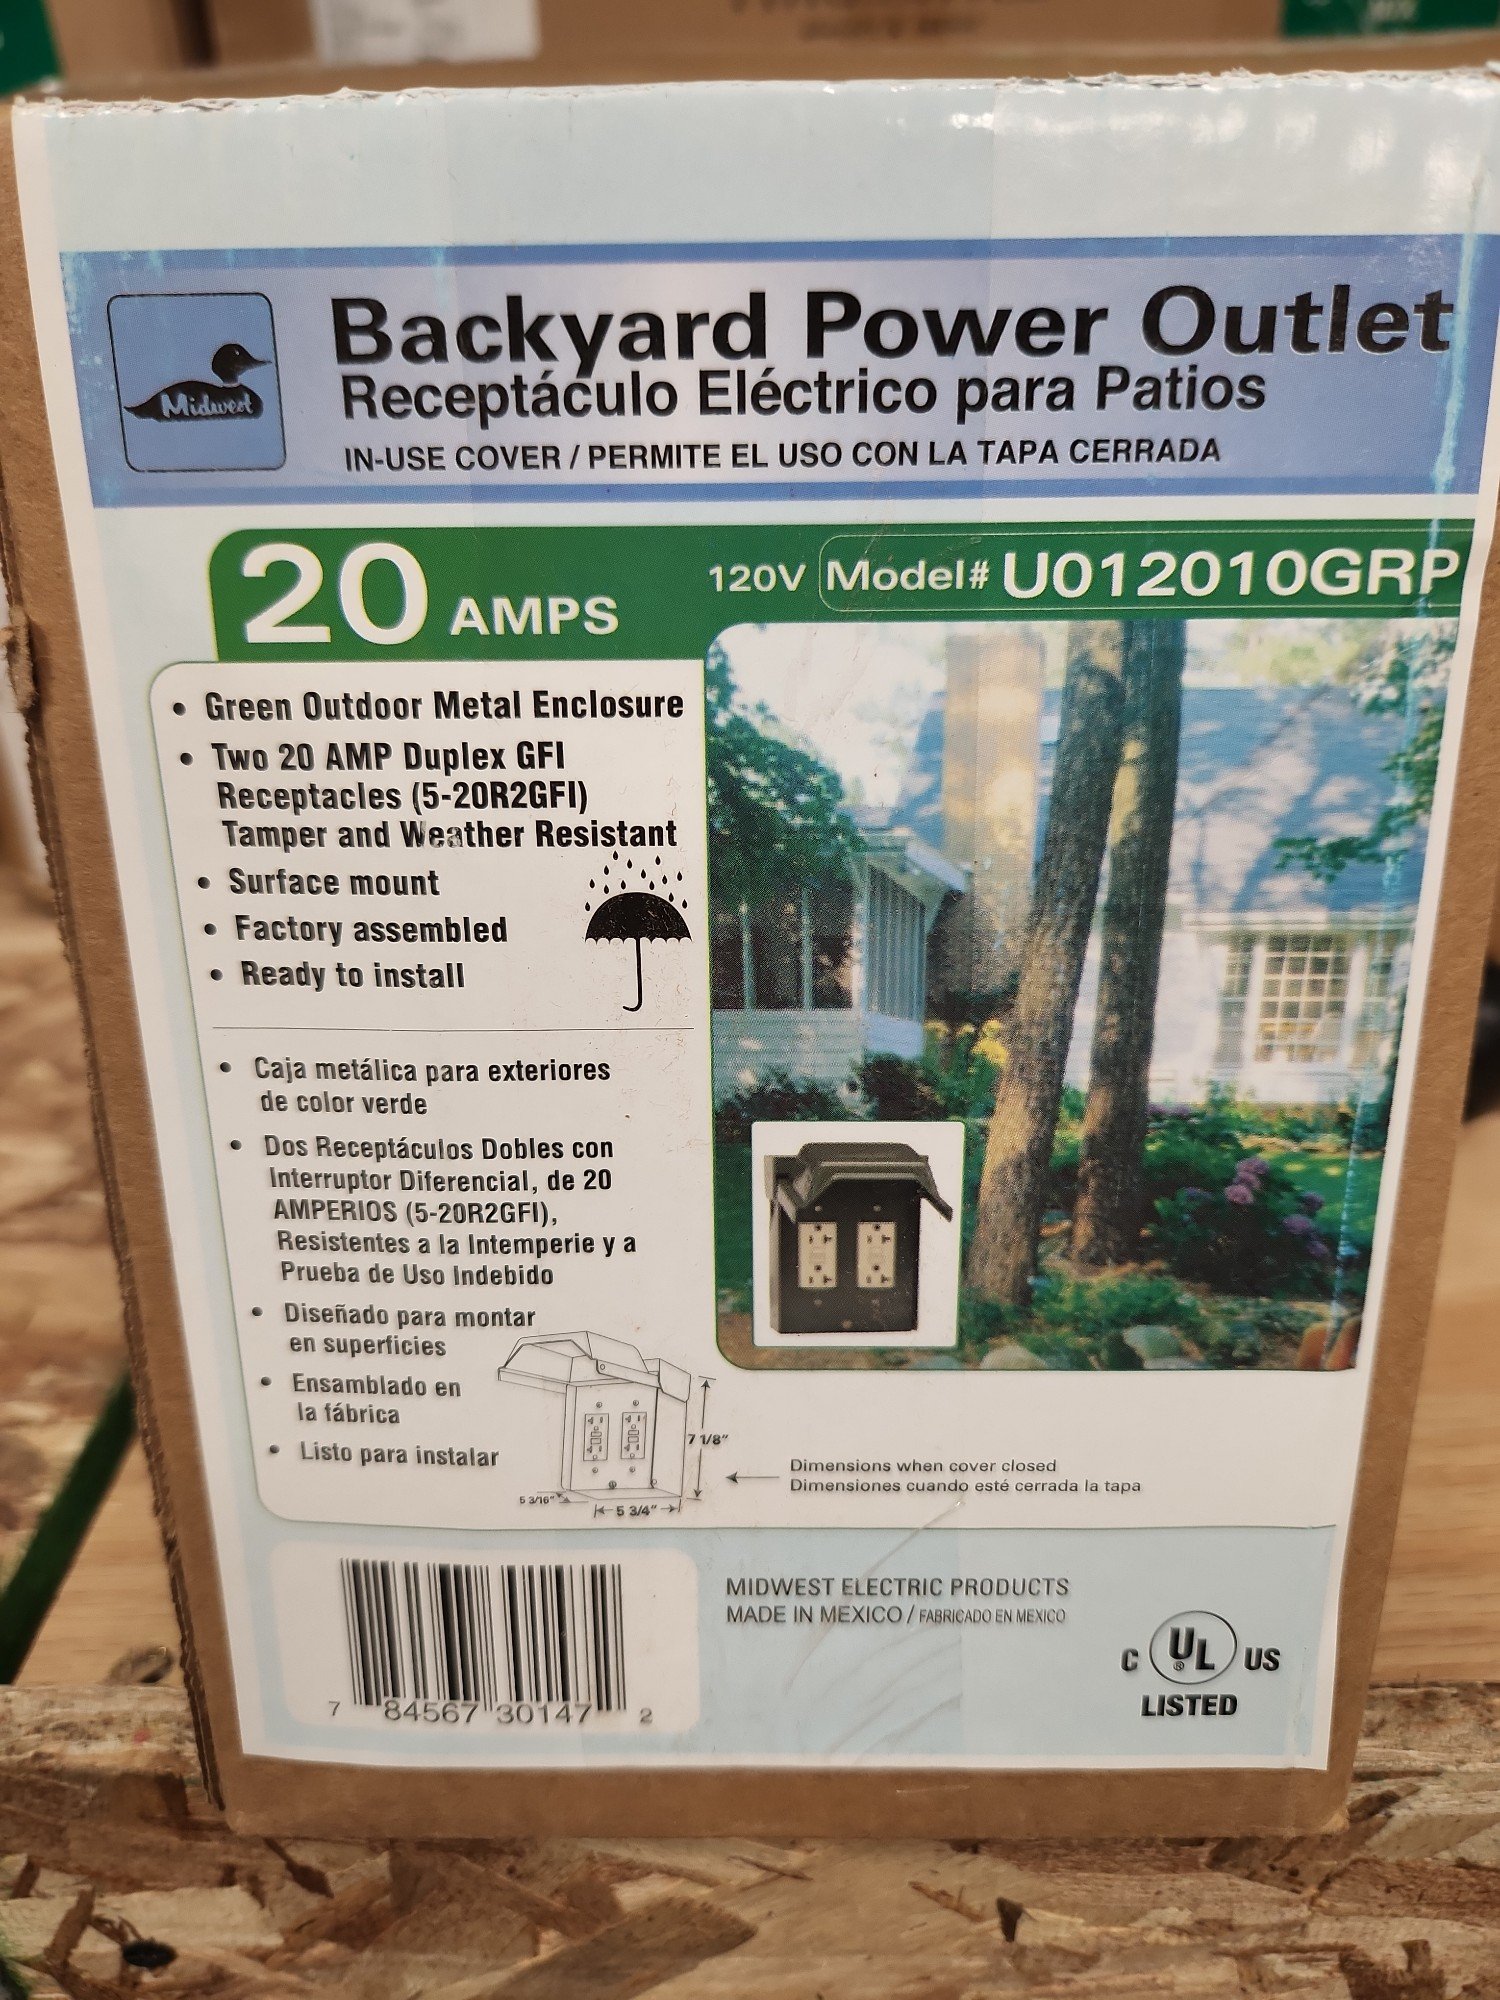 Midwest
Backyard Power Outlet
Receptáculo Eléctrico para Patios
IN-USE COVER / PERMITE EL USO CON LA TAPA CERRADA
20 AMPS
120V Model# U012010GRP
• Green Outdoor Metal Enclosure
• Two 20 AMP Duplex GFI
Receptacles (5-20R2GFI)
Tamper and Weather Resistant
• Surface mount
• Factory assembled
• Ready to install
• Caja metálica para exteriores
de color verde
• Dos Receptáculos Dobles con
Interruptor Diferencial, de 20
AMPERIOS (5-20R2GFI),
Resistentes a la Intemperie y a
Prueba de Uso Indebido
• Diseñado para montar
en superficies
• Ensamblado en
la fábrica
• Listo para instalar
7 1/8"
5 3/16"
5 3/4"
Dimensions when cover closed
Dimensiones cuando esté cerrada la tapa
7 84567 30147 2
MIDWEST ELECTRIC PRODUCTS
MADE IN MEXICO / FABRICADO EN MEXICO
C UL® US
LISTED